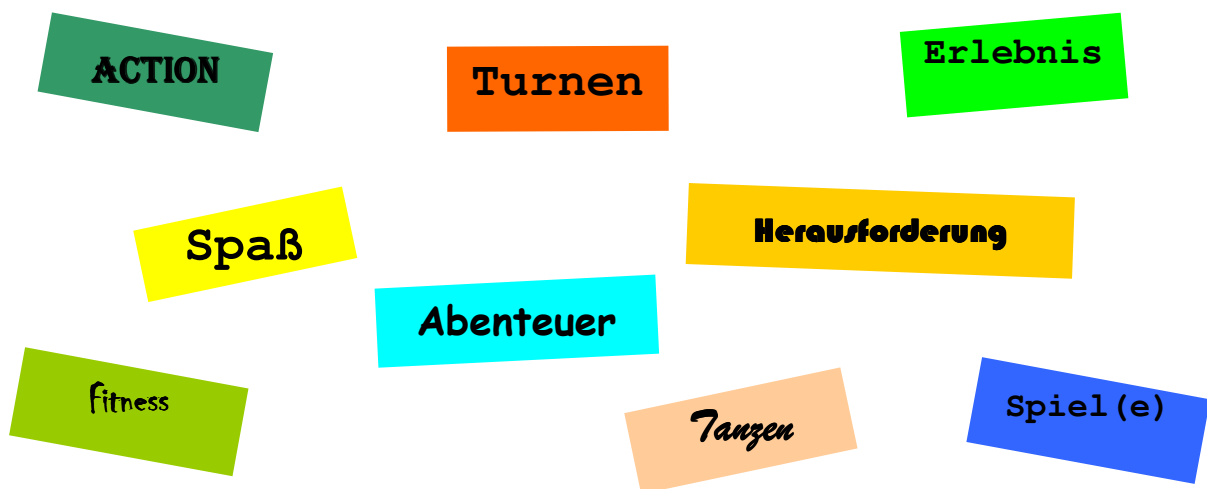 ACTION
Turnen
Erlebnis
Spaß
Herausforderung
Abenteuer
Fitness
Tanzen
Spiel(e)